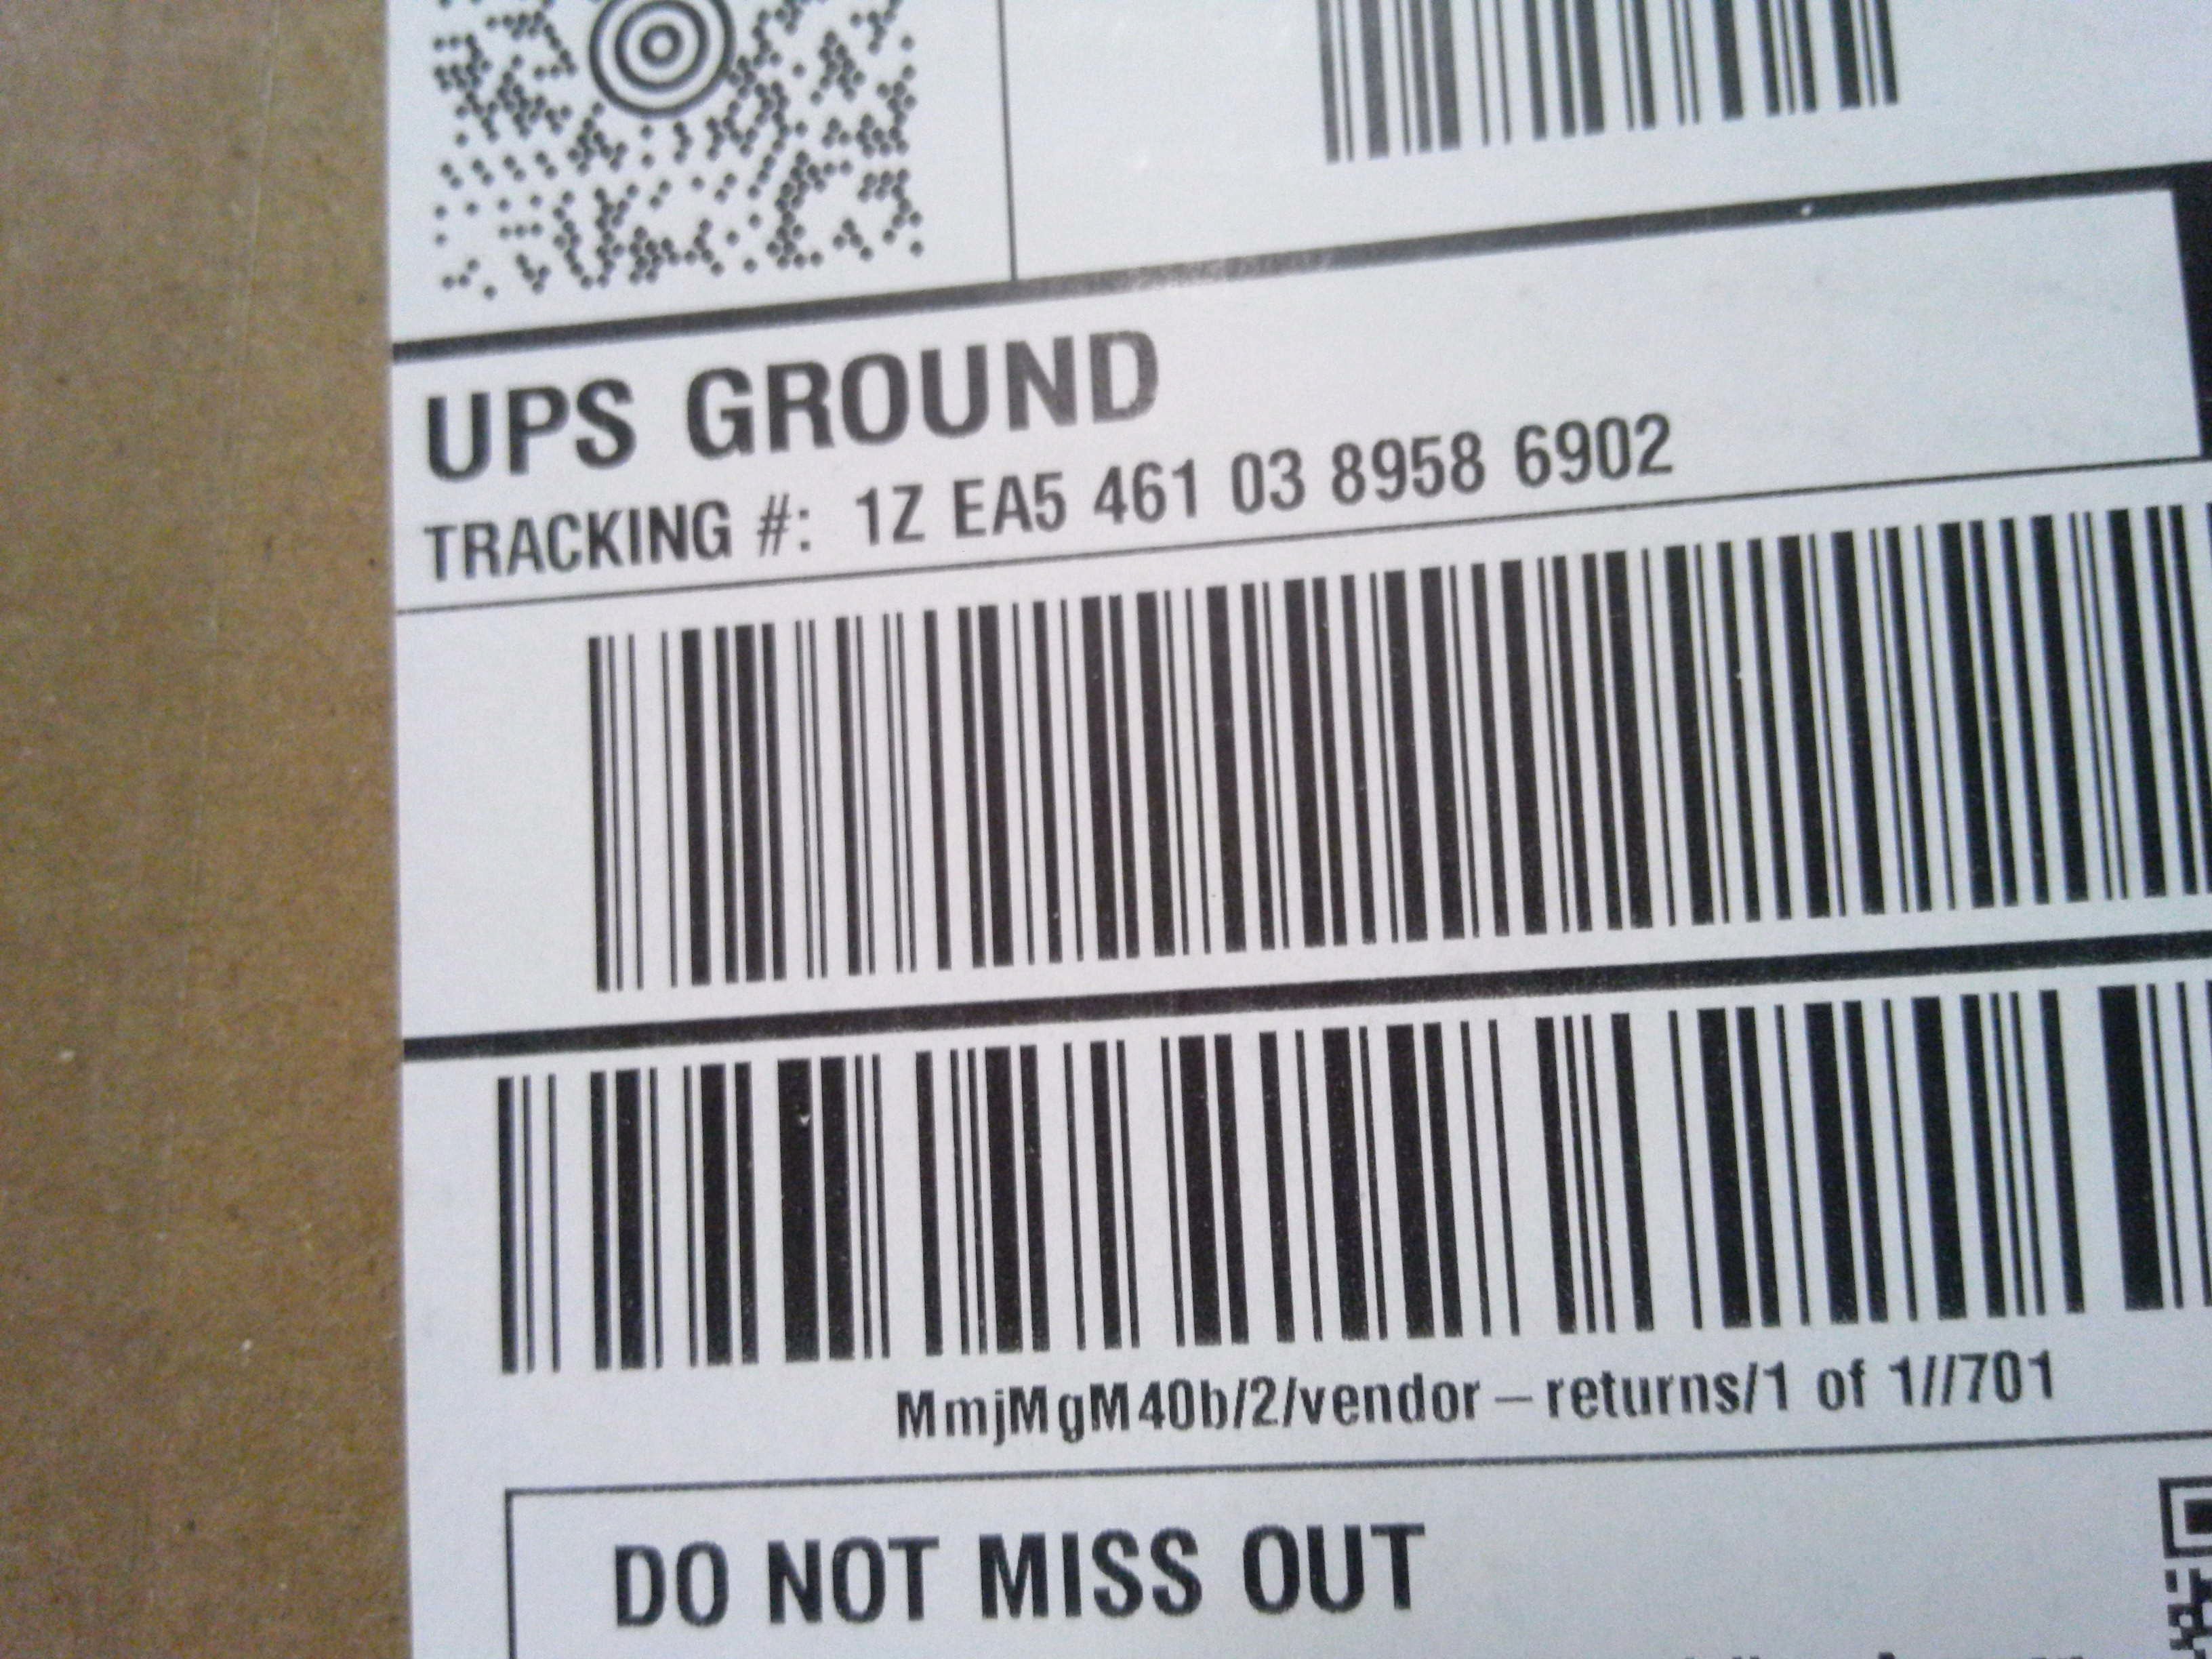 UPS GROUND
TRACKING #: 1Z EA5 461 03 8958 6902
MmjMgM40b/2/vendor – returns/1 of 1//701
DO NOT MISS OUT